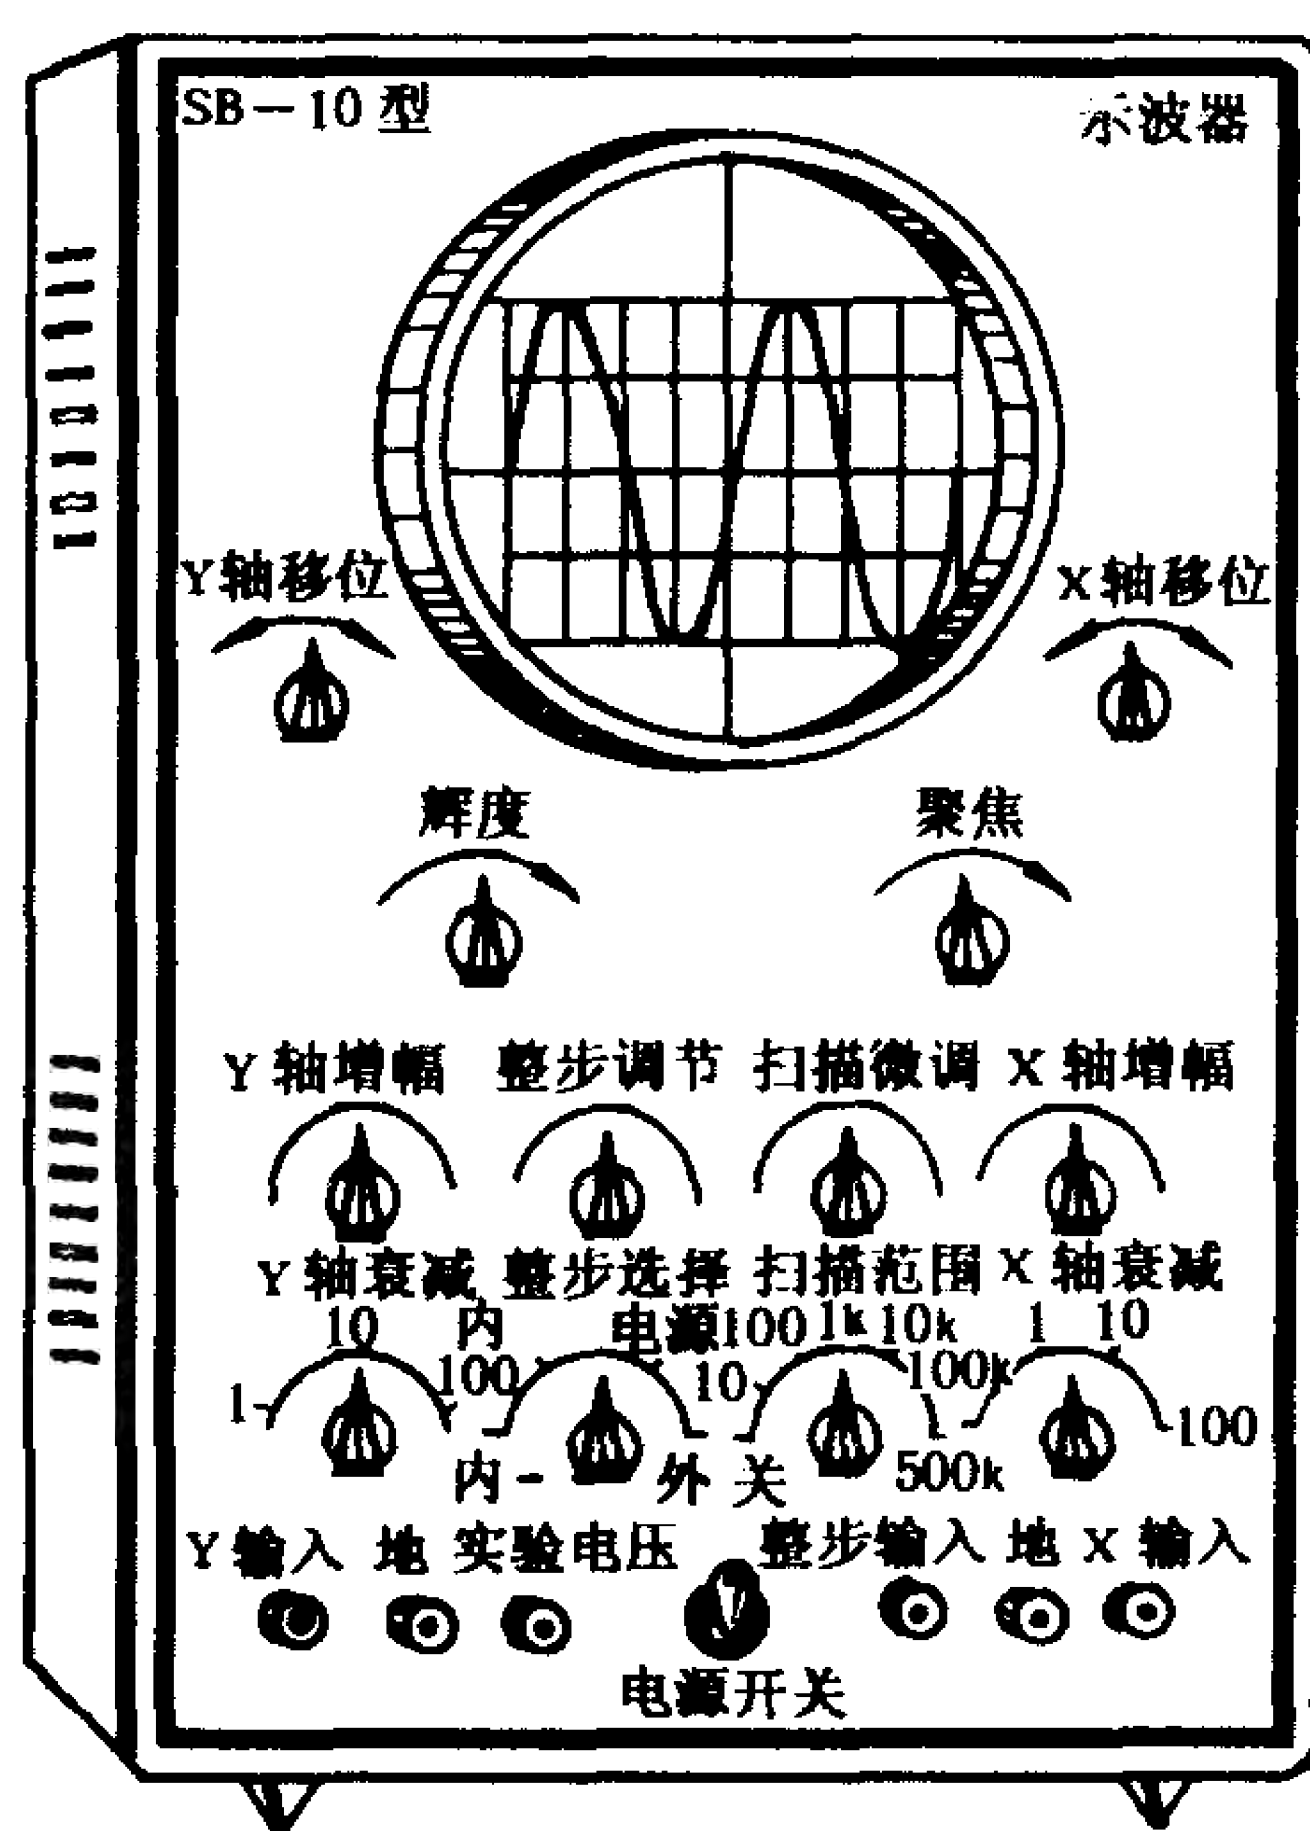 SB－10型 示波器
Y轴移位 X轴移位
辉度 聚焦
Y轴增幅 整步调节 扫描微调 X轴增幅
Y轴衰减 整步选择 扫描范围 X轴衰减
10 内 电源 100 1k 10k 1 10
1 100 10 100k 100
内- 外 关 500k
Y输入 地 实验电压 整步输入 地 X输入
电源开关